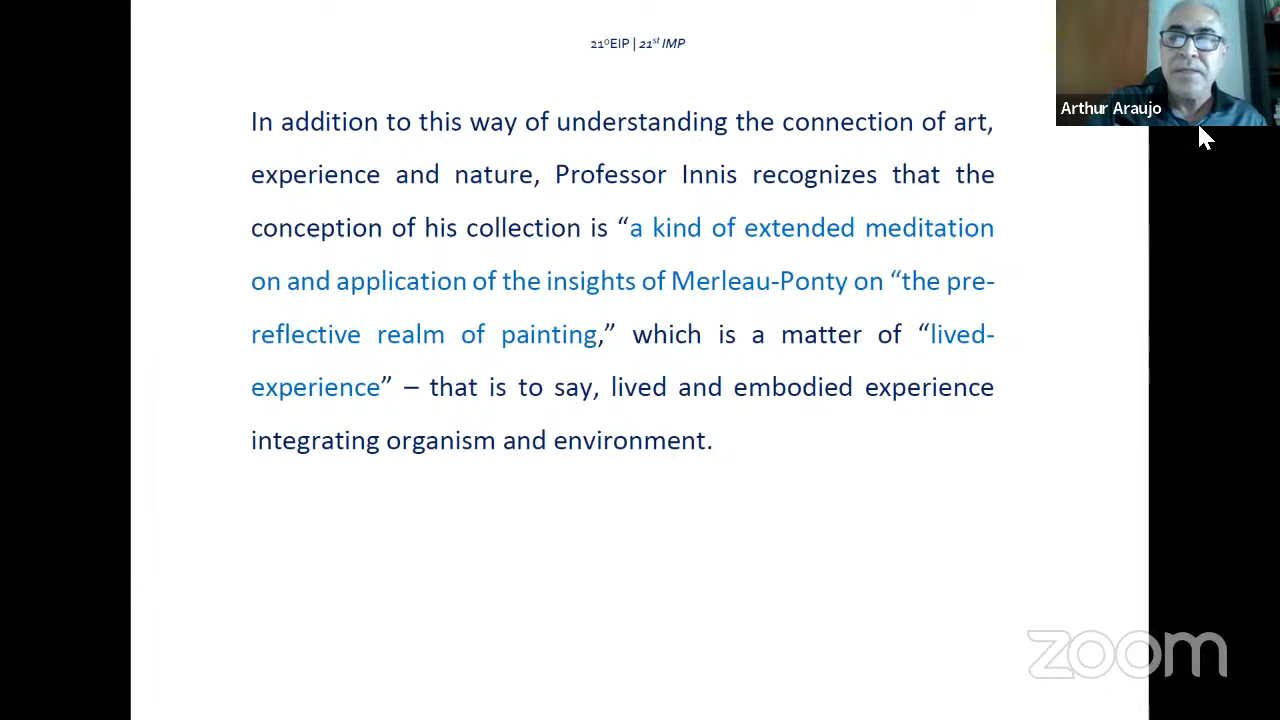 21ºEIP | 21st IMP
Arthur Araujo
In addition to this way of understanding the connection of art,
experience and nature, Professor Innis recognizes that the
conception of his collection is “a kind of extended meditation
on and application of the insights of Merleau-Ponty on “the pre-
reflective realm of painting,” which is a matter of “lived-
experience” – that is to say, lived and embodied experience
integrating organism and environment.
zoom